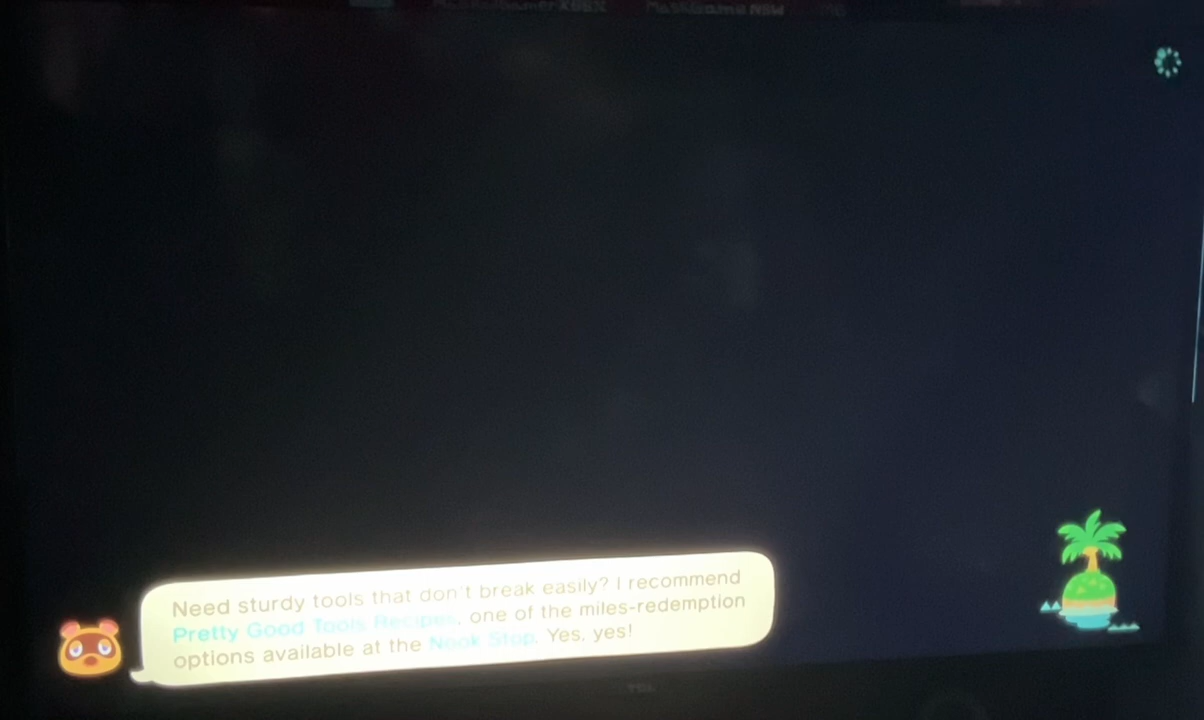 Need sturdy tools that don't break easily? I recommend
Pretty Good Tools Recipes, one of the miles-redemption
options available at the Nook Stop. Yes, yes!